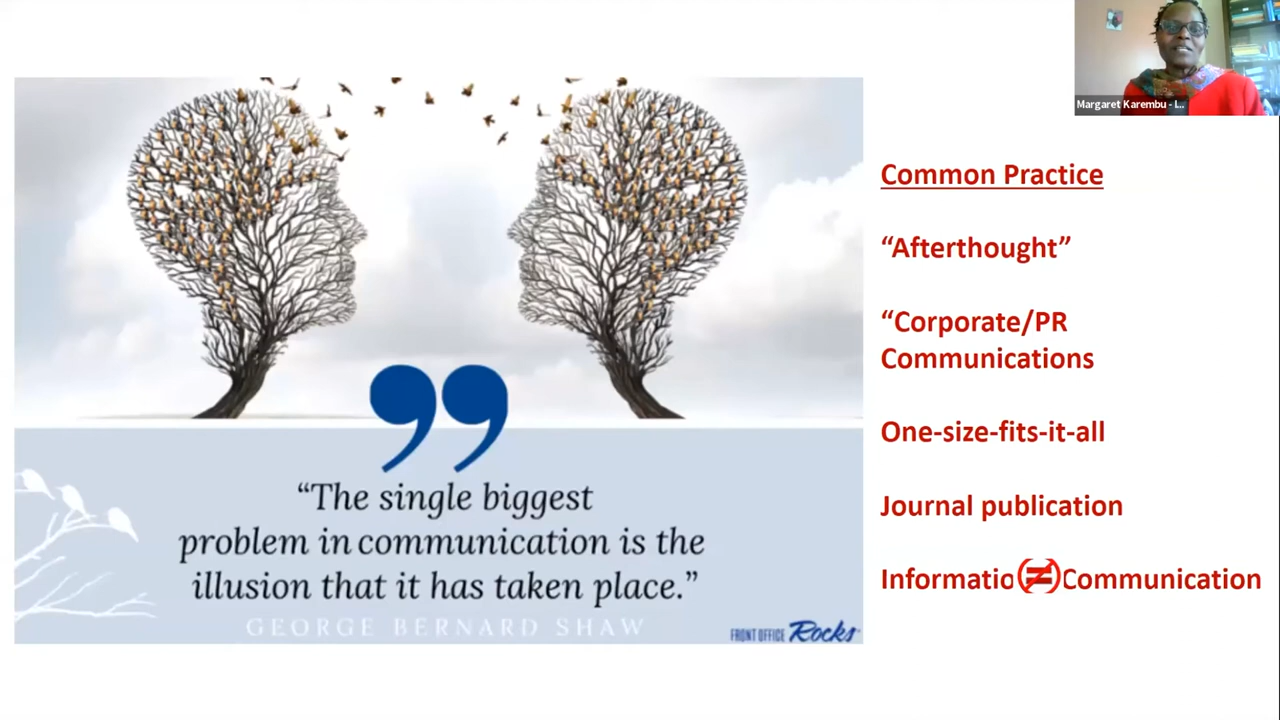 Margaret Karembu - I...
Common Practice
“Afterthought”
“Corporate/PR
Communications
One-size-fits-it-all
Journal publication
Informatio ≠ Communication
“The single biggest
problem in communication is the
illusion that it has taken place.”
GEORGE BERNARD SHAW
FRONT OFFICE Rocks